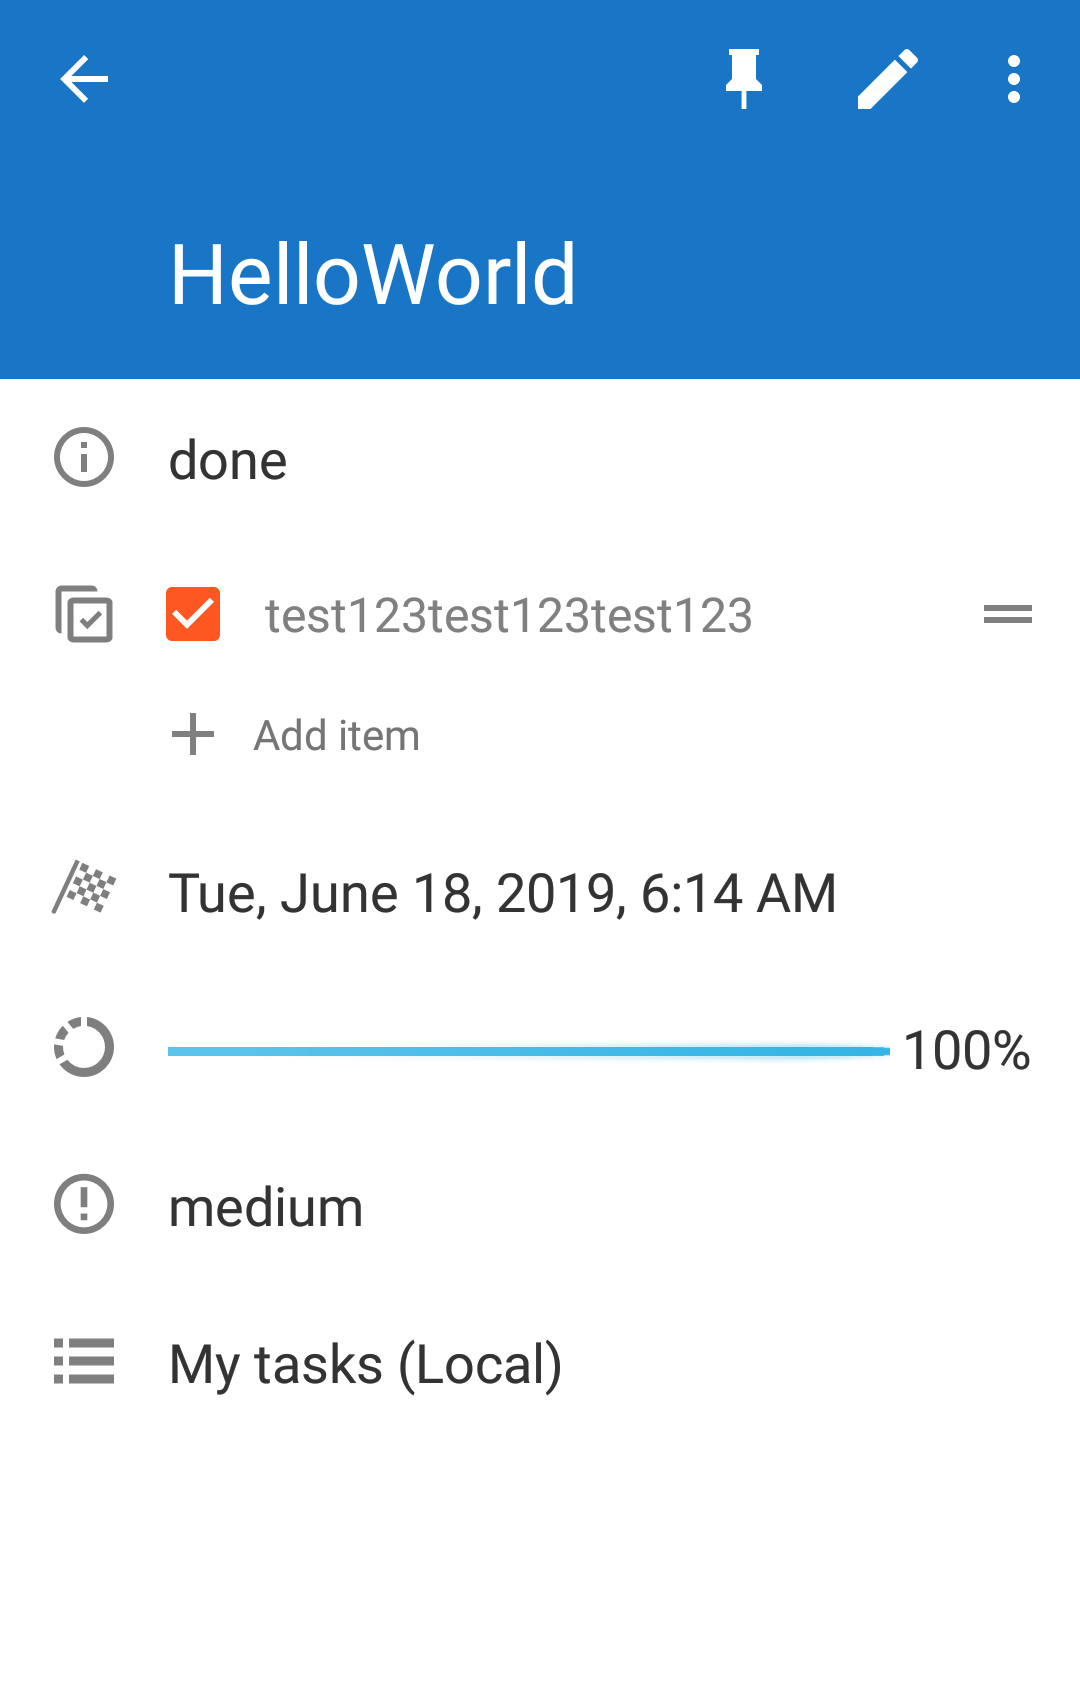 HelloWorld
done
test123test123test123
Add item
Tue, June 18, 2019, 6:14 AM
100%
medium
My tasks (Local)